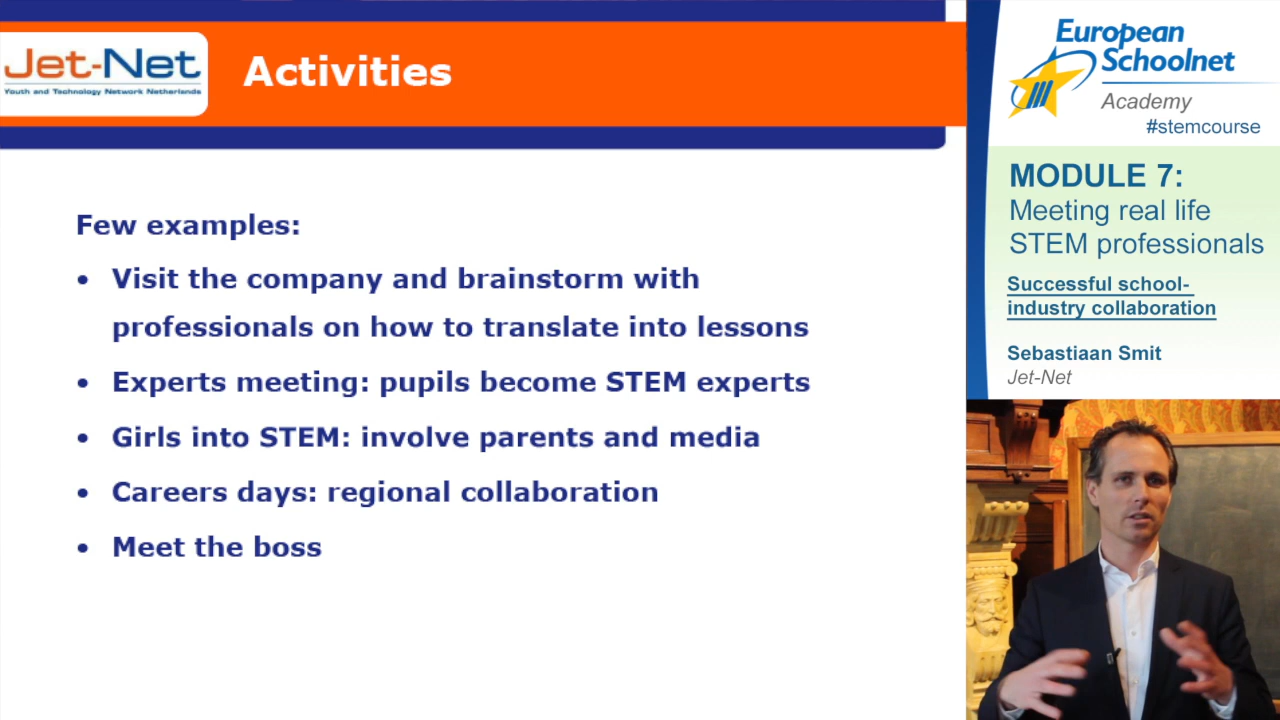 Jet-Net
Youth and Technology Network Netherlands
Activities
Few examples:
• Visit the company and brainstorm with
professionals on how to translate into lessons
• Experts meeting: pupils become STEM experts
• Girls into STEM: involve parents and media
• Careers days: regional collaboration
• Meet the boss
European
Schoolnet
Academy
#stemcourse
MODULE 7:
Meeting real life
STEM professionals
Successful school-
industry collaboration
Sebastiaan Smit
Jet-Net